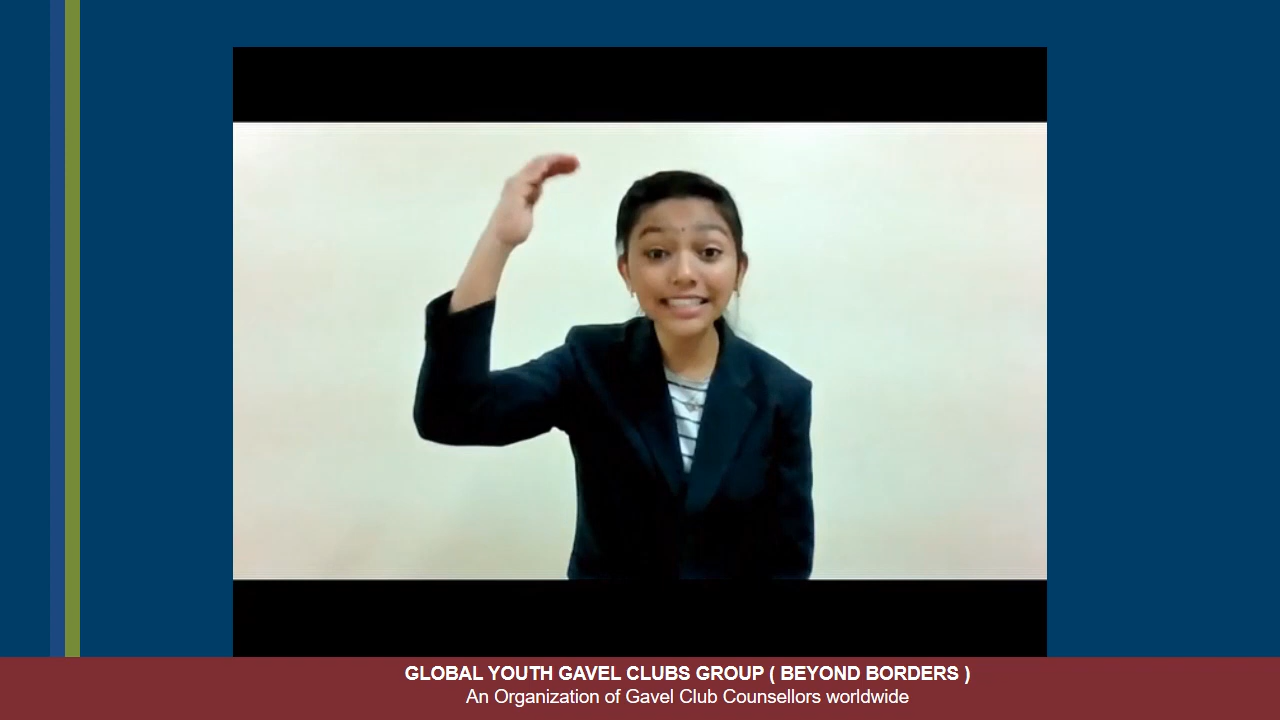 GLOBAL YOUTH GAVEL CLUBS GROUP ( BEYOND BORDERS )
An Organization of Gavel Club Counsellors worldwide